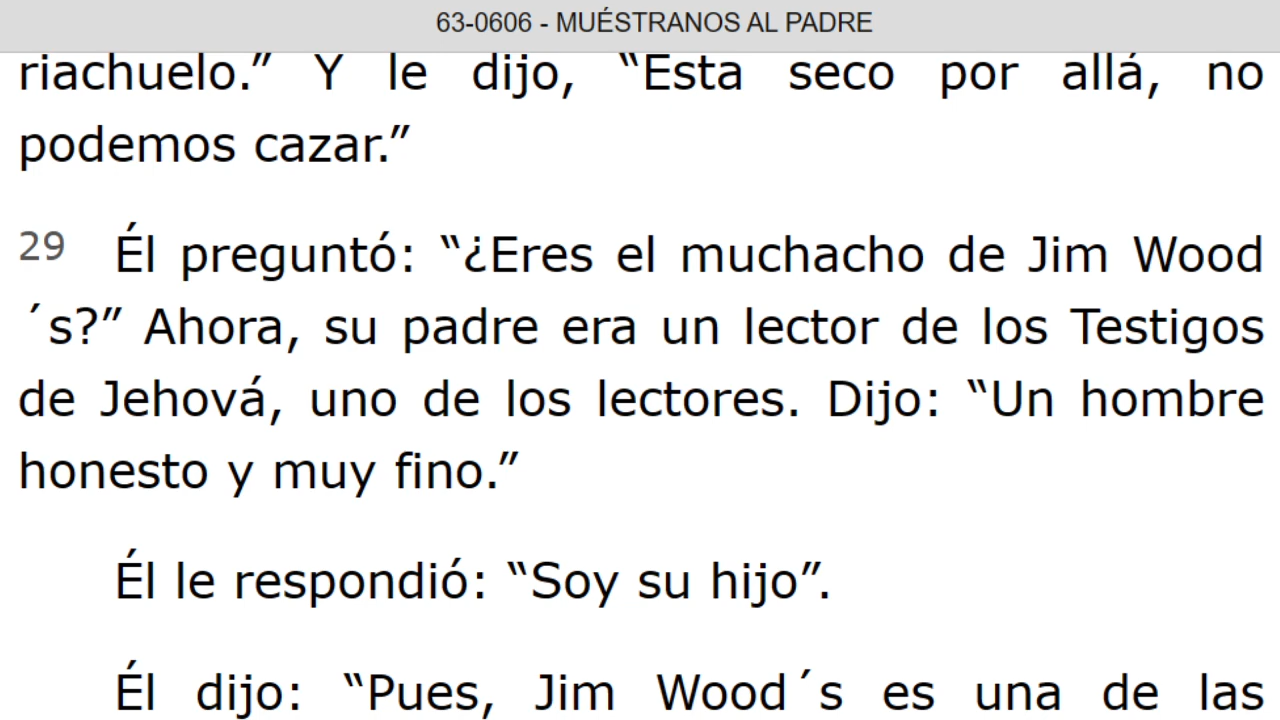 63-0606 - MUÉSTRANOS AL PADRE
riachuelo.” Y le dijo, “Esta seco por allá, no
podemos cazar.”
29 Él preguntó: “¿Eres el muchacho de Jim Wood
´s?” Ahora, su padre era un lector de los Testigos
de Jehová, uno de los lectores. Dijo: “Un hombre
honesto y muy fino.”
Él le respondió: “Soy su hijo”.
Él dijo: “Pues, Jim Wood´s es una de las